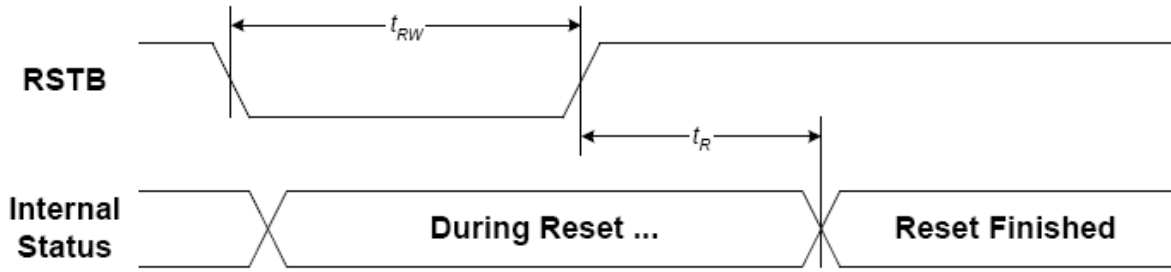 t_RW
RSTB
t_R
Internal
Status
During Reset ...
Reset Finished